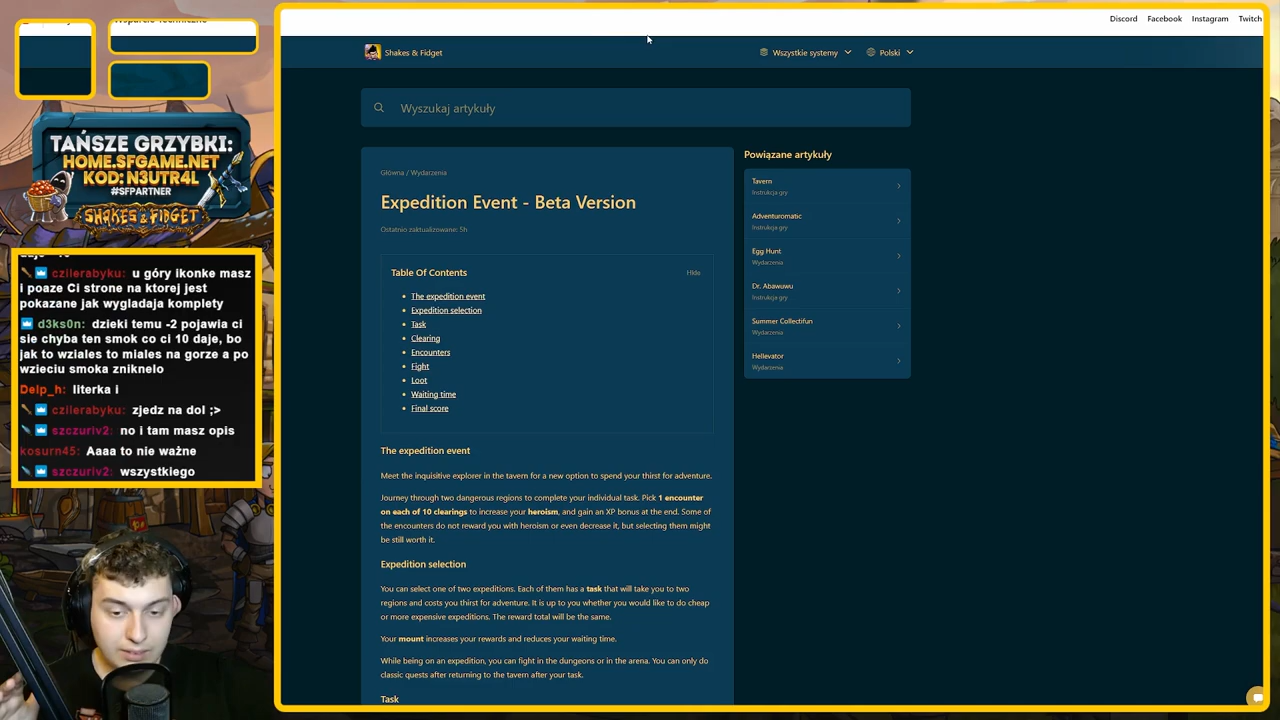 Wsparcie Techniczne
Discord Facebook Instagram Twitch
Shakes & Fidget
Wszystkie systemy
Polski
Wyszukaj artykuły
TAŃSZE GRZYBKI:
HOME.SFGAME.NET
KOD: N3UTR4L
#SFPARTNER
SHAKES & FIDGET
czilerabyku: u góry ikonke masz
i poaze Ci strone na ktorej jest
pokazane jak wygladaja komplety
d3ks0n: dzieki temu -2 pojawia ci
sie chyba ten smok co ci 10 daje, bo
jak to wziales to miales na gorze a po
wzieciu smoka zniknelo
Delp_h: literka i
czilerabyku: zjedz na dol ;>
szczuriv2: no i tam masz opis
kosurn45: Aaaa to nie ważne
szczuriv2: wszystkiego
Główna / Wydarzenia
Expedition Event - Beta Version
Ostatnio zaktualizowane: 5h
Table Of Contents
Hide
The expedition event
Expedition selection
Task
Clearing
Encounters
Fight
Loot
Waiting time
Final score
The expedition event
Meet the inquisitive explorer in the tavern for a new option to spend your thirst for adventure.
Journey through two dangerous regions to complete your individual task. Pick 1 encounter
on each of 10 clearings to increase your heroism, and gain an XP bonus at the end. Some of
the encounters do not reward you with heroism or even decrease it, but selecting them might
be still worth it.
Expedition selection
You can select one of two expeditions. Each of them has a task that will take you to two
regions and costs you thirst for adventure. It is up to you whether you would like to do cheap
or more expensive expeditions. The reward total will be the same.
Your mount increases your rewards and reduces your waiting time.
While being on an expedition, you can fight in the dungeons or in the arena. You can only do
classic quests after returning to the tavern after your task.
Task
Powiązane artykuły
Tavern
Instrukcja gry
Adventuromatic
Instrukcja gry
Egg Hunt
Wydarzenia
Dr. Abawuwu
Instrukcja gry
Summer Collectifun
Wydarzenia
Hellevator
Wydarzenia